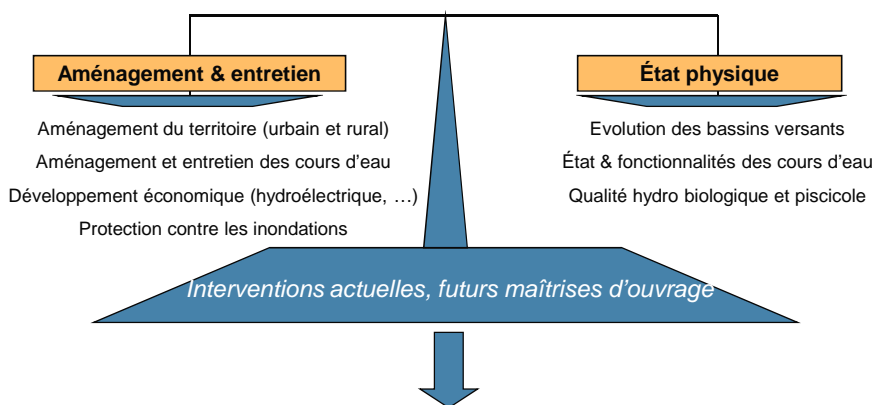 Aménagement & entretien
Aménagement du territoire (urbain et rural)
Aménagement et entretien des cours d'eau
Développement économique (hydroélectrique, …)
Protection contre les inondations
État physique
Evolution des bassins versants
État & fonctionnalités des cours d'eau
Qualité hydro biologique et piscicole
Interventions actuelles, futurs maîtrises d'ouvrage